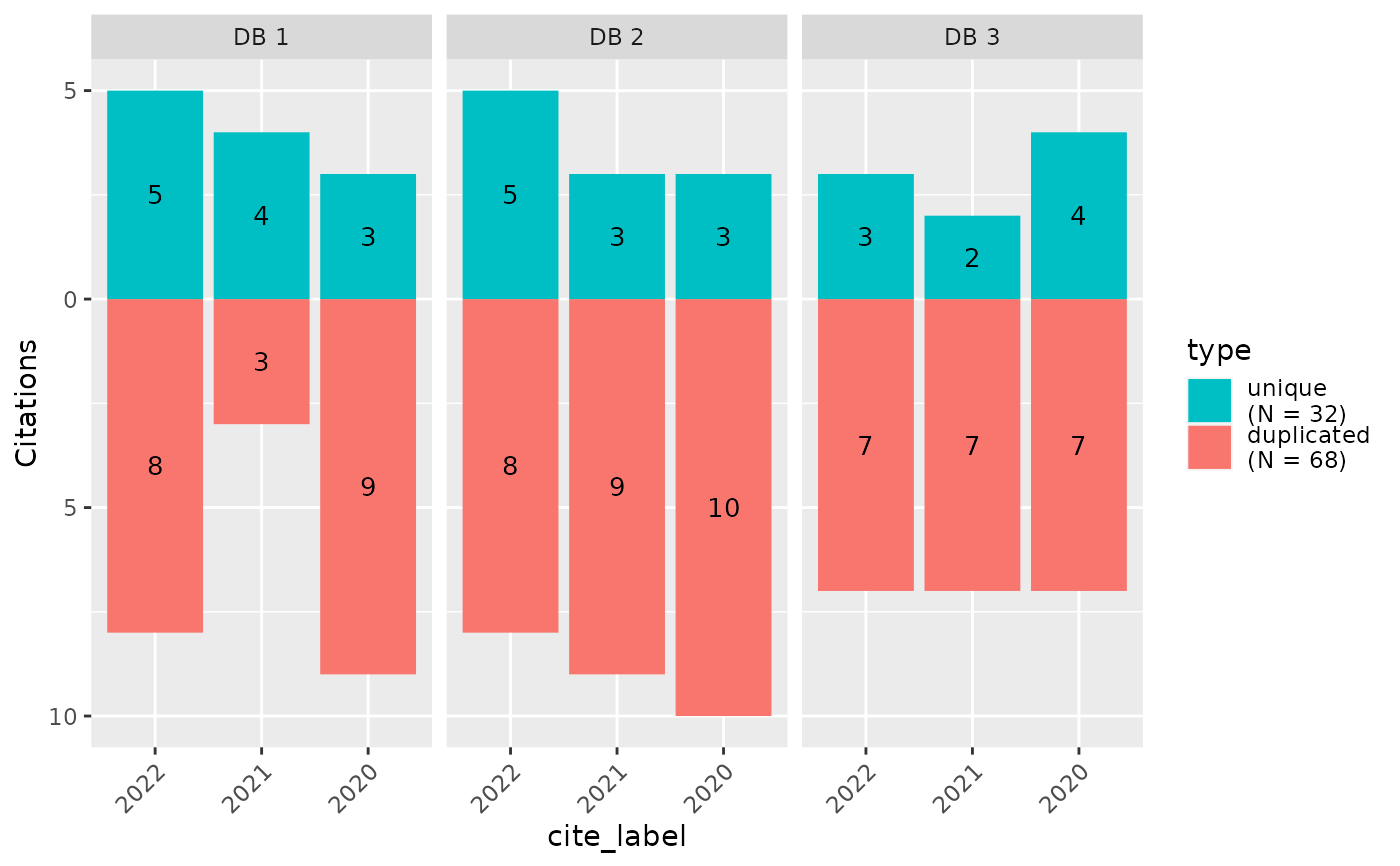 DB 1 DB 2 DB 3
5
5 4 3 5 3 3 3 2 4
0
8 3 9 8 9 10 7 7 7
5
10
2022 2021 2020 2022 2021 2020 2022 2021 2020
cite_label
Citations
type
unique
(N = 32)
duplicated
(N = 68)